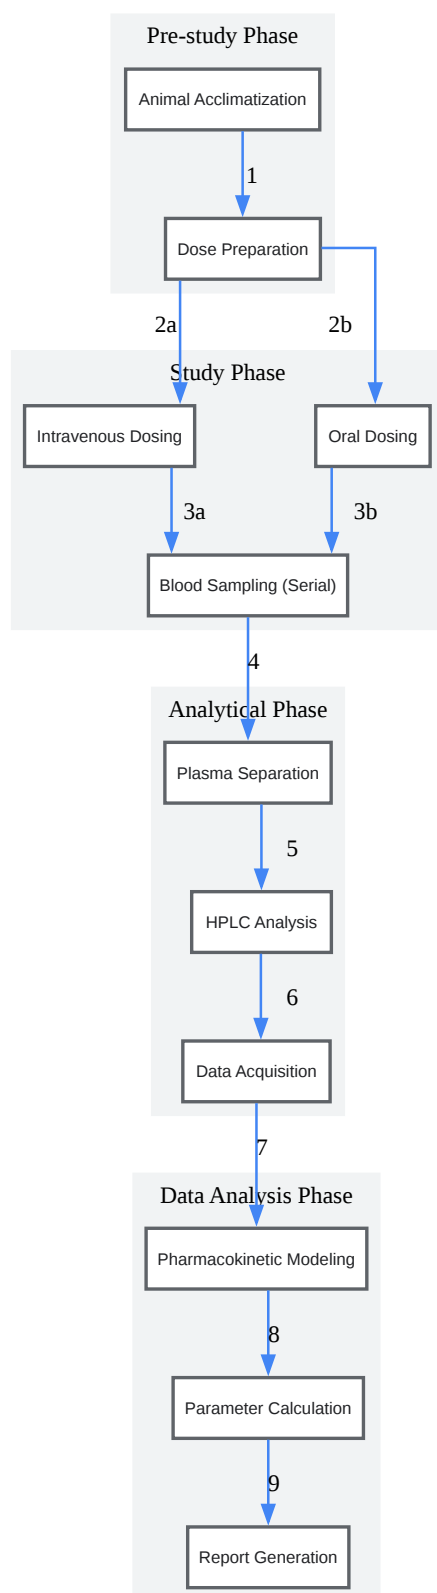 Pre-study Phase
Animal Acclimatization
1
Dose Preparation
2a
2b
Study Phase
Intravenous Dosing
Oral Dosing
3a
3b
Blood Sampling (Serial)
4
Analytical Phase
Plasma Separation
5
HPLC Analysis
6
Data Acquisition
7
Data Analysis Phase
Pharmacokinetic Modeling
8
Parameter Calculation
9
Report Generation